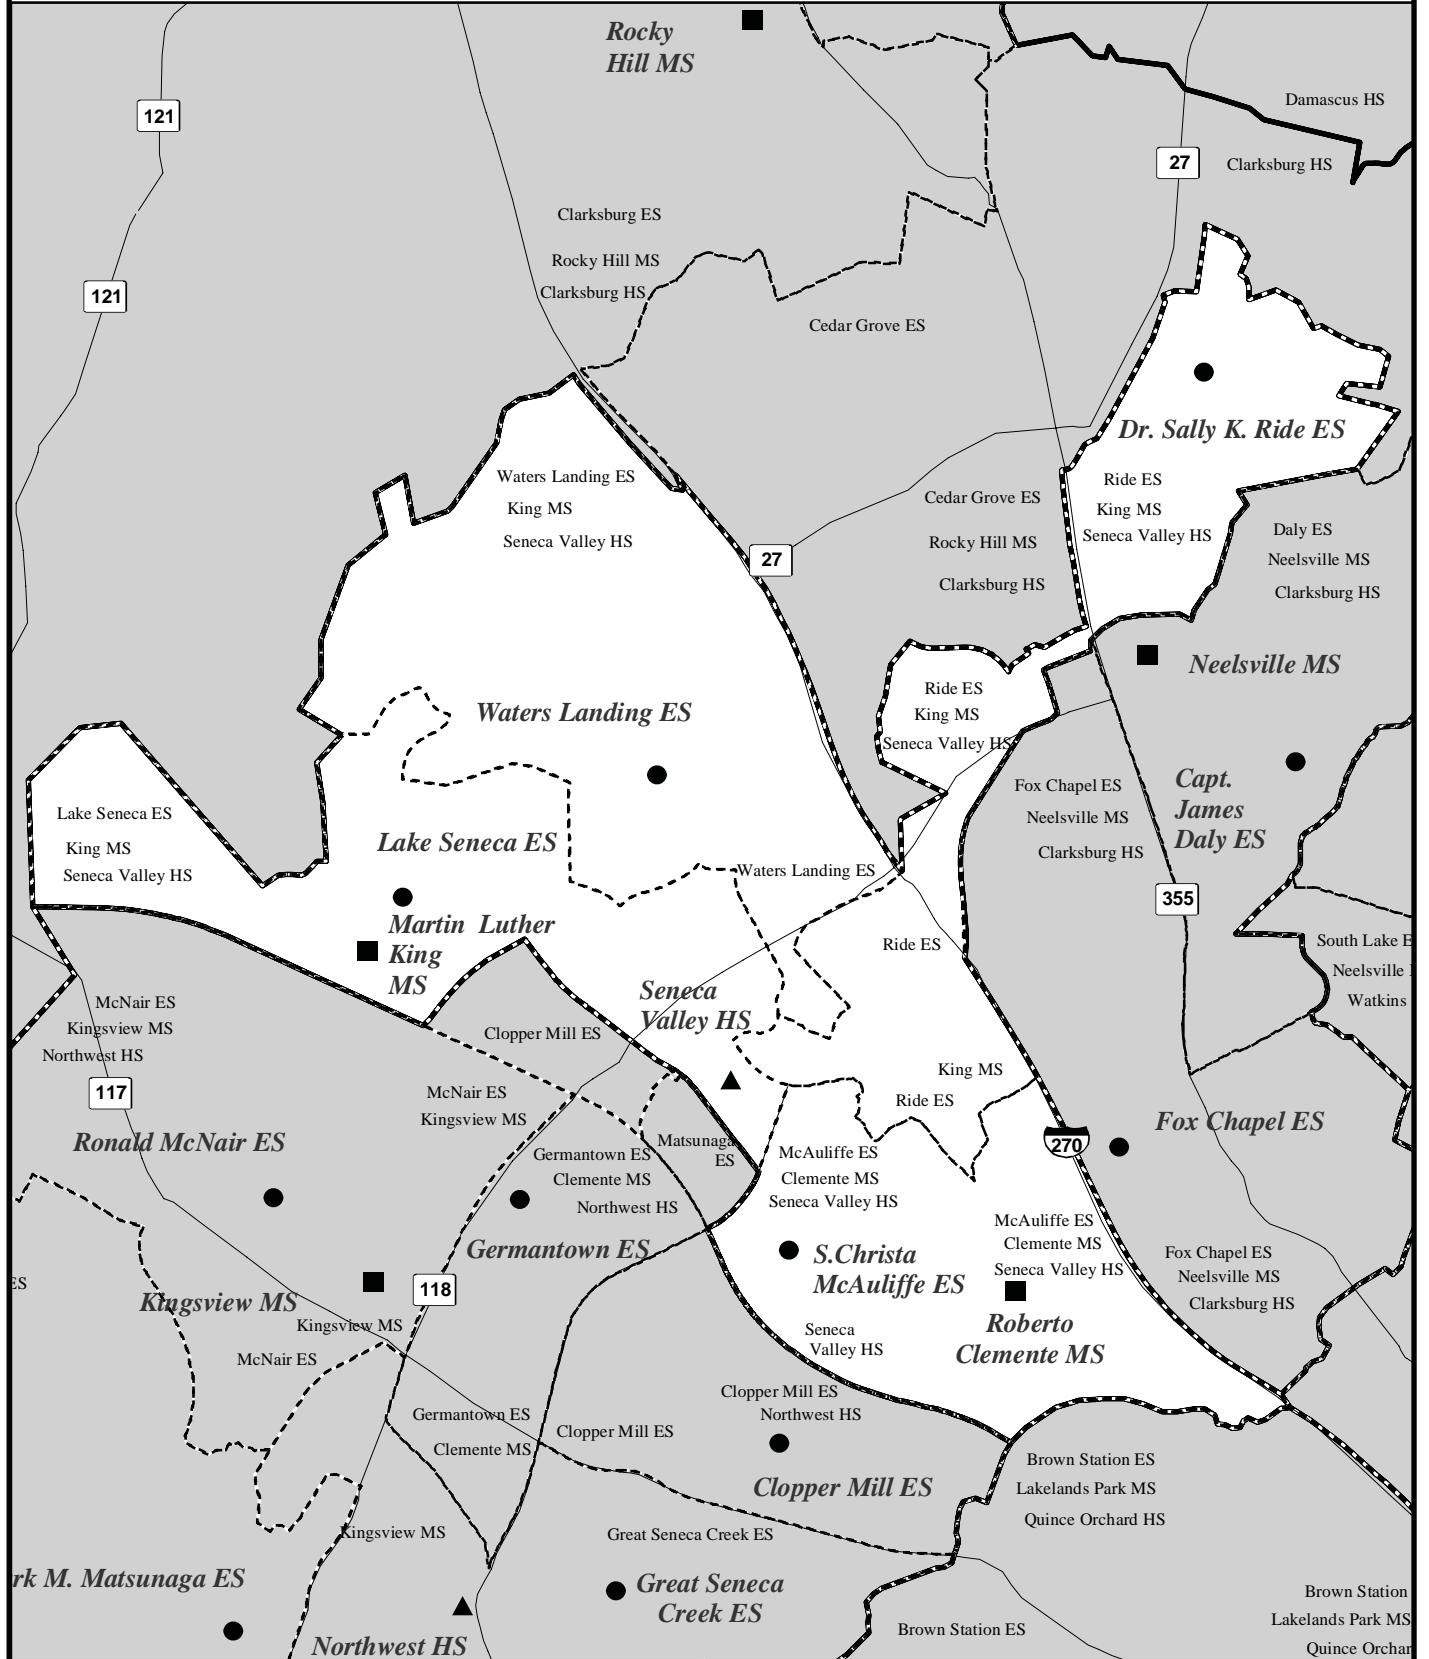 Rocky
Hill MS
121
Damascus HS
27
Clarksburg HS
Clarksburg ES
Rocky Hill MS
Clarksburg HS
121
Cedar Grove ES
Dr. Sally K. Ride ES
Waters Landing ES
King MS
Seneca Valley HS
Ride ES
King MS
Seneca Valley HS
Cedar Grove ES
Rocky Hill MS
Clarksburg HS
Daly ES
Neelsville MS
Clarksburg HS
27
Neelsville MS
Ride ES
King MS
Seneca Valley HS
Waters Landing ES
Capt.
James
Daly ES
Fox Chapel ES
Neelsville MS
Clarksburg HS
Lake Seneca ES
King MS
Seneca Valley HS
Lake Seneca ES
Waters Landing ES
355
Martin Luther
King
MS
Ride ES
South Lake E
Neelsville
Watkins
Seneca
Valley HS
McNair ES
Kingsview MS
Northwest HS
Clopper Mill ES
King MS
Ride ES
117
McNair ES
Kingsview MS
Ronald McNair ES
Fox Chapel ES
270
Matsunaga
ES
Germantown ES
Clemente MS
Northwest HS
McAuliffe ES
Clemente MS
Seneca Valley HS
McAuliffe ES
Clemente MS
Seneca Valley HS
Germantown ES
S.Christa
McAuliffe ES
Fox Chapel ES
Neelsville MS
Clarksburg HS
ES
118
Kingsview MS
Kingsview MS
Roberto
Clemente MS
Seneca
Valley HS
McNair ES
Clopper Mill ES
Northwest HS
Germantown ES
Clemente MS
Clopper Mill ES
Brown Station ES
Lakelands Park MS
Quince Orchard HS
Clopper Mill ES
Kingsview MS
Great Seneca Creek ES
rk M. Matsunaga ES
Great Seneca
Creek ES
Brown Station
Lakelands Park MS
Quince Orchar
Brown Station ES
Northwest HS